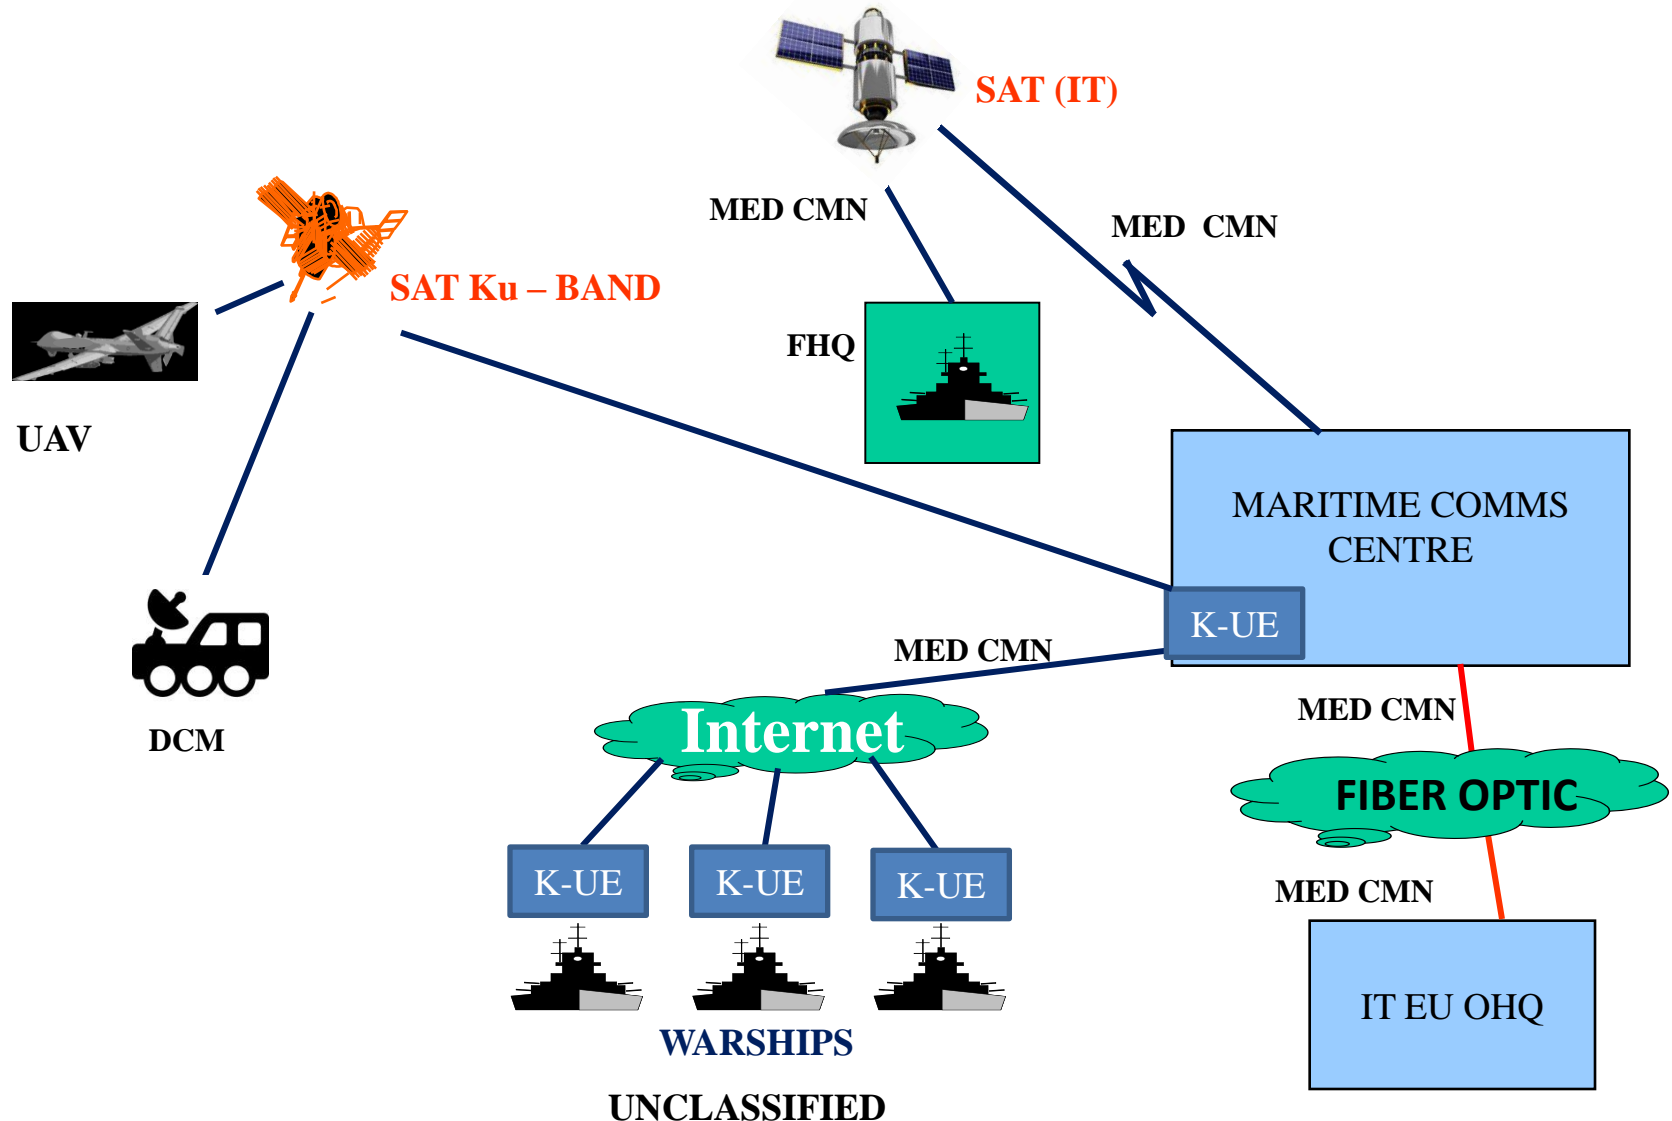 SAT (IT)
MED CMN
MED CMN
SAT Ku – BAND
FHQ
UAV
MARITIME COMMS
CENTRE
K-UE
MED CMN
MED CMN
Internet
DCM
FIBER OPTIC
K-UE
K-UE
K-UE
MED CMN
IT EU OHQ
WARSHIPS
UNCLASSIFIED